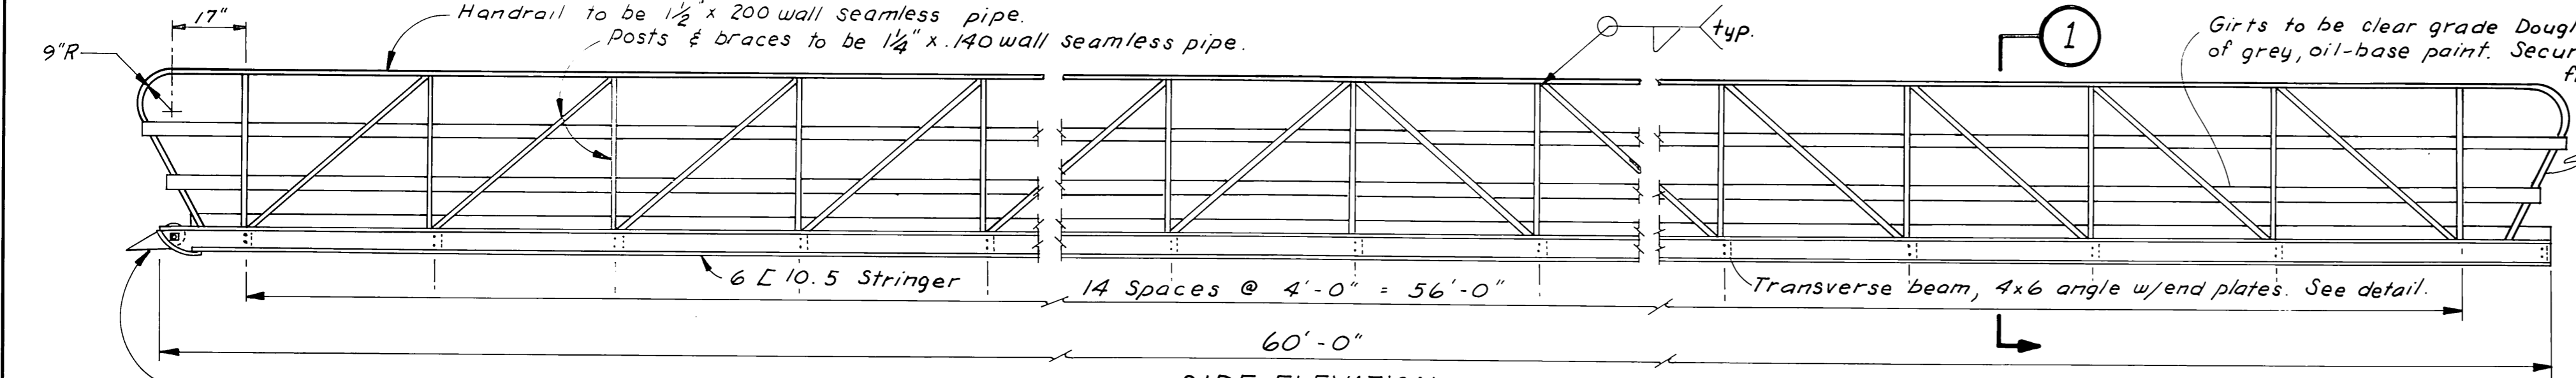 17"
Handrail to be 1½" x 200 wall seamless pipe.
9"R
Posts & braces to be 1¼" x .140 wall seamless pipe.
typ.
1
Girts to be clear grade Doug
of grey, oil-base paint. Secur
6 [ 10.5 Stringer
14 Spaces @ 4'-0" = 56'-0"
Transverse beam, 4x6 angle w/end plates. See detail.
60'-0"
SIDE ELEVATION